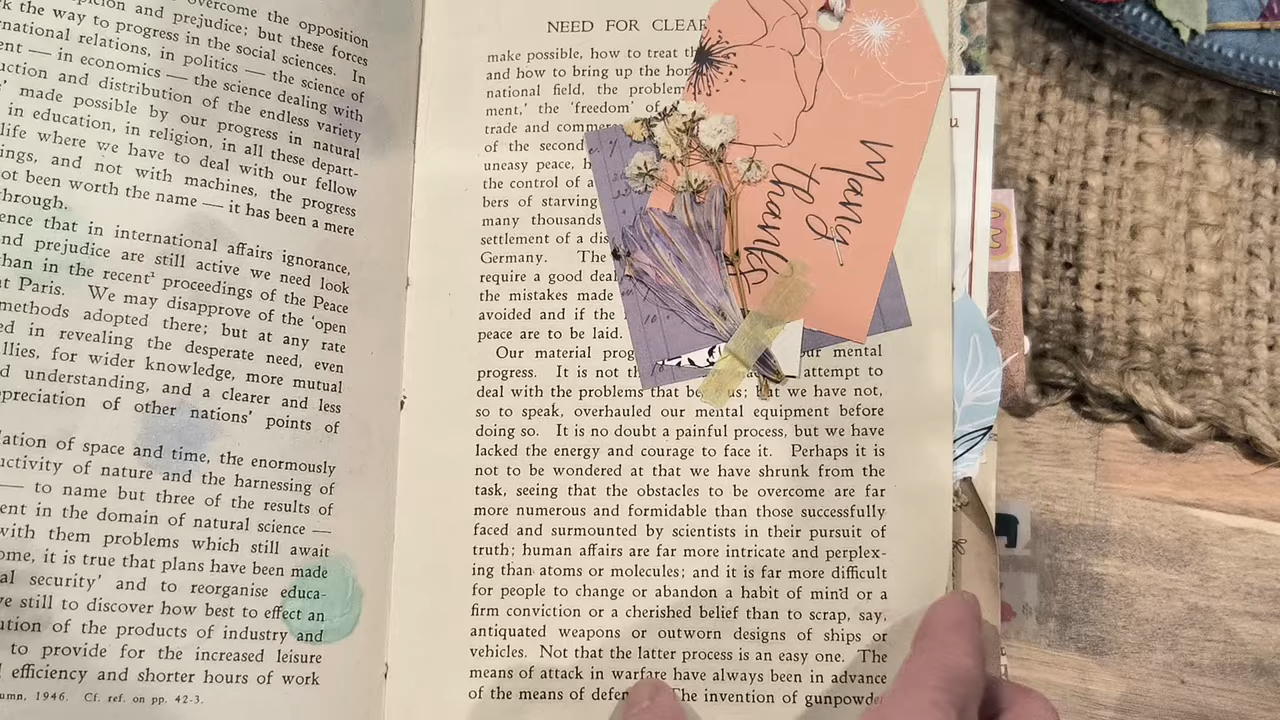 overcome the opposition
picion and prejudice; but these forces
k the way to progress in the social sciences. In
national relations, in politics — the science of
ent — in economics — the science dealing with
uction and distribution of the endless variety
' made possible by our progress in natural
in education, in religion, in all these depart-
life where we have to deal with our fellow
ings, and not with machines, the progress
ot been worth the name — it has been a mere
through.
ence that in international affairs ignorance,
nd prejudice are still active we need look
than in the recent¹ proceedings of the Peace
t Paris. We may disapprove of the 'open
methods adopted there; but at any rate
ed in revealing the desperate need, even
llies, for wider knowledge, more mutual
d understanding, and a clearer and less
preciation of other nations' points of
lation of space and time, the enormously
uctivity of nature and the harnessing of
— to name but three of the results of
ent in the domain of natural science —
with them problems which still await
ome, it is true that plans have been made
al security' and to reorganise educa-
ve still to discover how best to effect an
ution of the products of industry and
to provide for the increased leisure
l efficiency and shorter hours of work
umn, 1946. Cf. ref. on pp. 42-3.
NEED FOR CLEAR
make possible, how to treat th
and how to bring up the hor
national field, the problem
ment,' the 'freedom' of
trade and comme
of the second
uneasy peace, h
the control of a
bers of starving
many thousands
settlement of a dis
Germany. The
require a good deal
the mistakes made
avoided and if the
peace are to be laid.
Our material prog our mental
progress. It is not th attempt to
deal with the problems that be us; but we have not,
so to speak, overhauled our mental equipment before
doing so. It is no doubt a painful process, but we have
lacked the energy and courage to face it. Perhaps it is
not to be wondered at that we have shrunk from the
task, seeing that the obstacles to be overcome are far
more numerous and formidable than those successfully
faced and surmounted by scientists in their pursuit of
truth; human affairs are far more intricate and perplex-
ing than atoms or molecules; and it is far more difficult
for people to change or abandon a habit of mind or a
firm conviction or a cherished belief than to scrap, say,
antiquated weapons or outworn designs of ships or
vehicles. Not that the latter process is an easy one. The
means of attack in warfare have always been in advance
of the means of defen The invention of gunpowde
Many
thanks